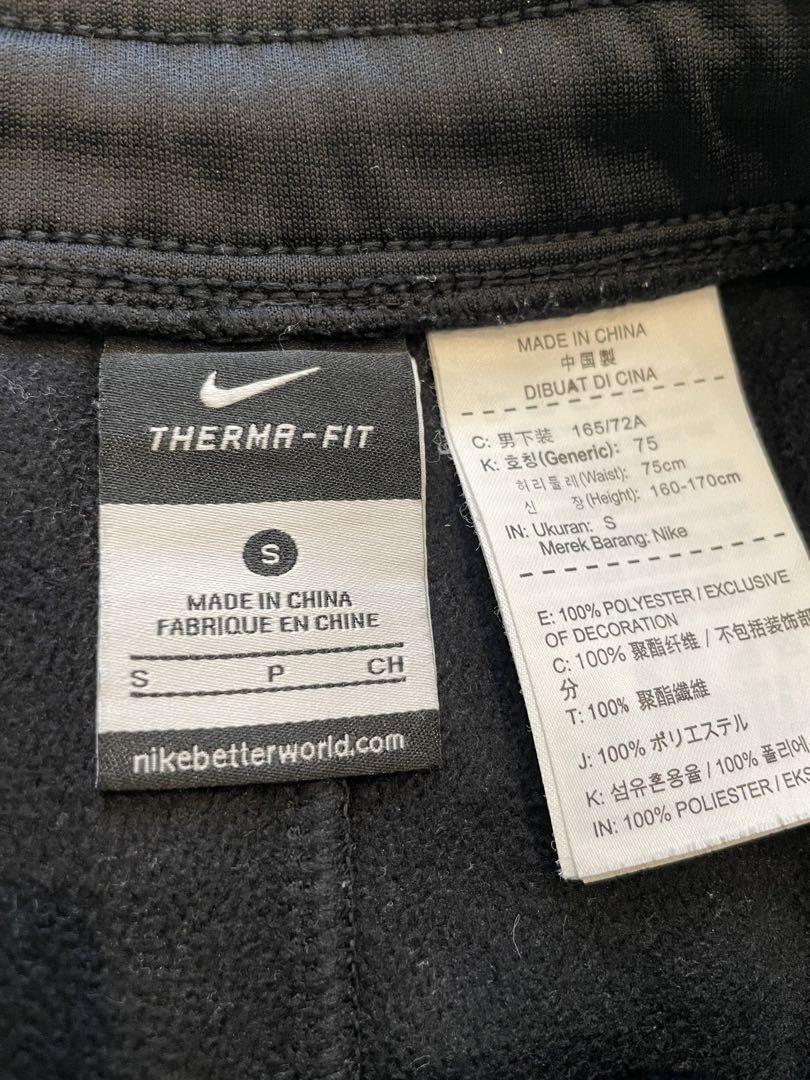 THERMA-FIT
S
MADE IN CHINA
FABRIQUE EN CHINE
S P CH
nikebetterworld.com
MADE IN CHINA
中国製
DIBUAT DI CINA
C: 男下装 165/72A
K: 호칭(Generic): 75
허리둘레(Waist): 75cm
신 장(Height): 160-170cm
IN: Ukuran: S
Merek Barang: Nike
E: 100% POLYESTER / EXCLUSIVE
OF DECORATION
C: 100% 聚酯纤维 / 不包括装饰部
分
T: 100% 聚酯纖維
J: 100% ポリエステル
K: 섬유혼용율 / 100% 폴리에
IN: 100% POLIESTER / EKS